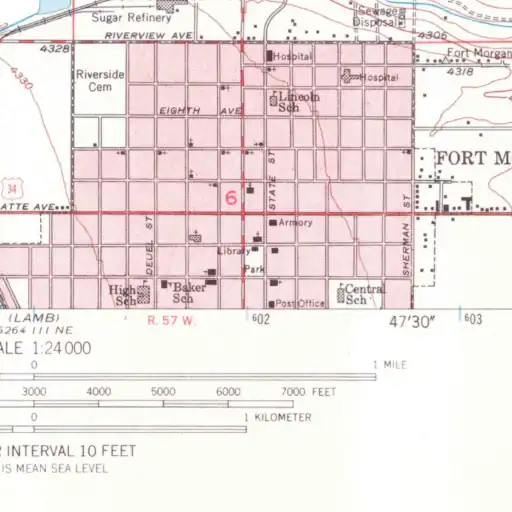 Sugar Refinery
Sewage
Disposal
RIVERVIEW AVE
4306
4328
Hospital
Fort Morgan
4330
Riverside
Cem
Hospital
4318
Lincoln
Sch
EIGHTH AVE
FORT M
STATE ST
34
6
ATTE AVE
T
DEUEL ST
Armory
SHERMAN ST
Library
Park
High
Sch
Baker
Sch
Central
Sch
Post Office
(LAMB)
5264 III NE
R. 57 W.
602
47'30"
603
ALE 1:24 000
0
1 MILE
3000 4000 5000 6000 7000 FEET
0
1 KILOMETER
R INTERVAL 10 FEET
IS MEAN SEA LEVEL